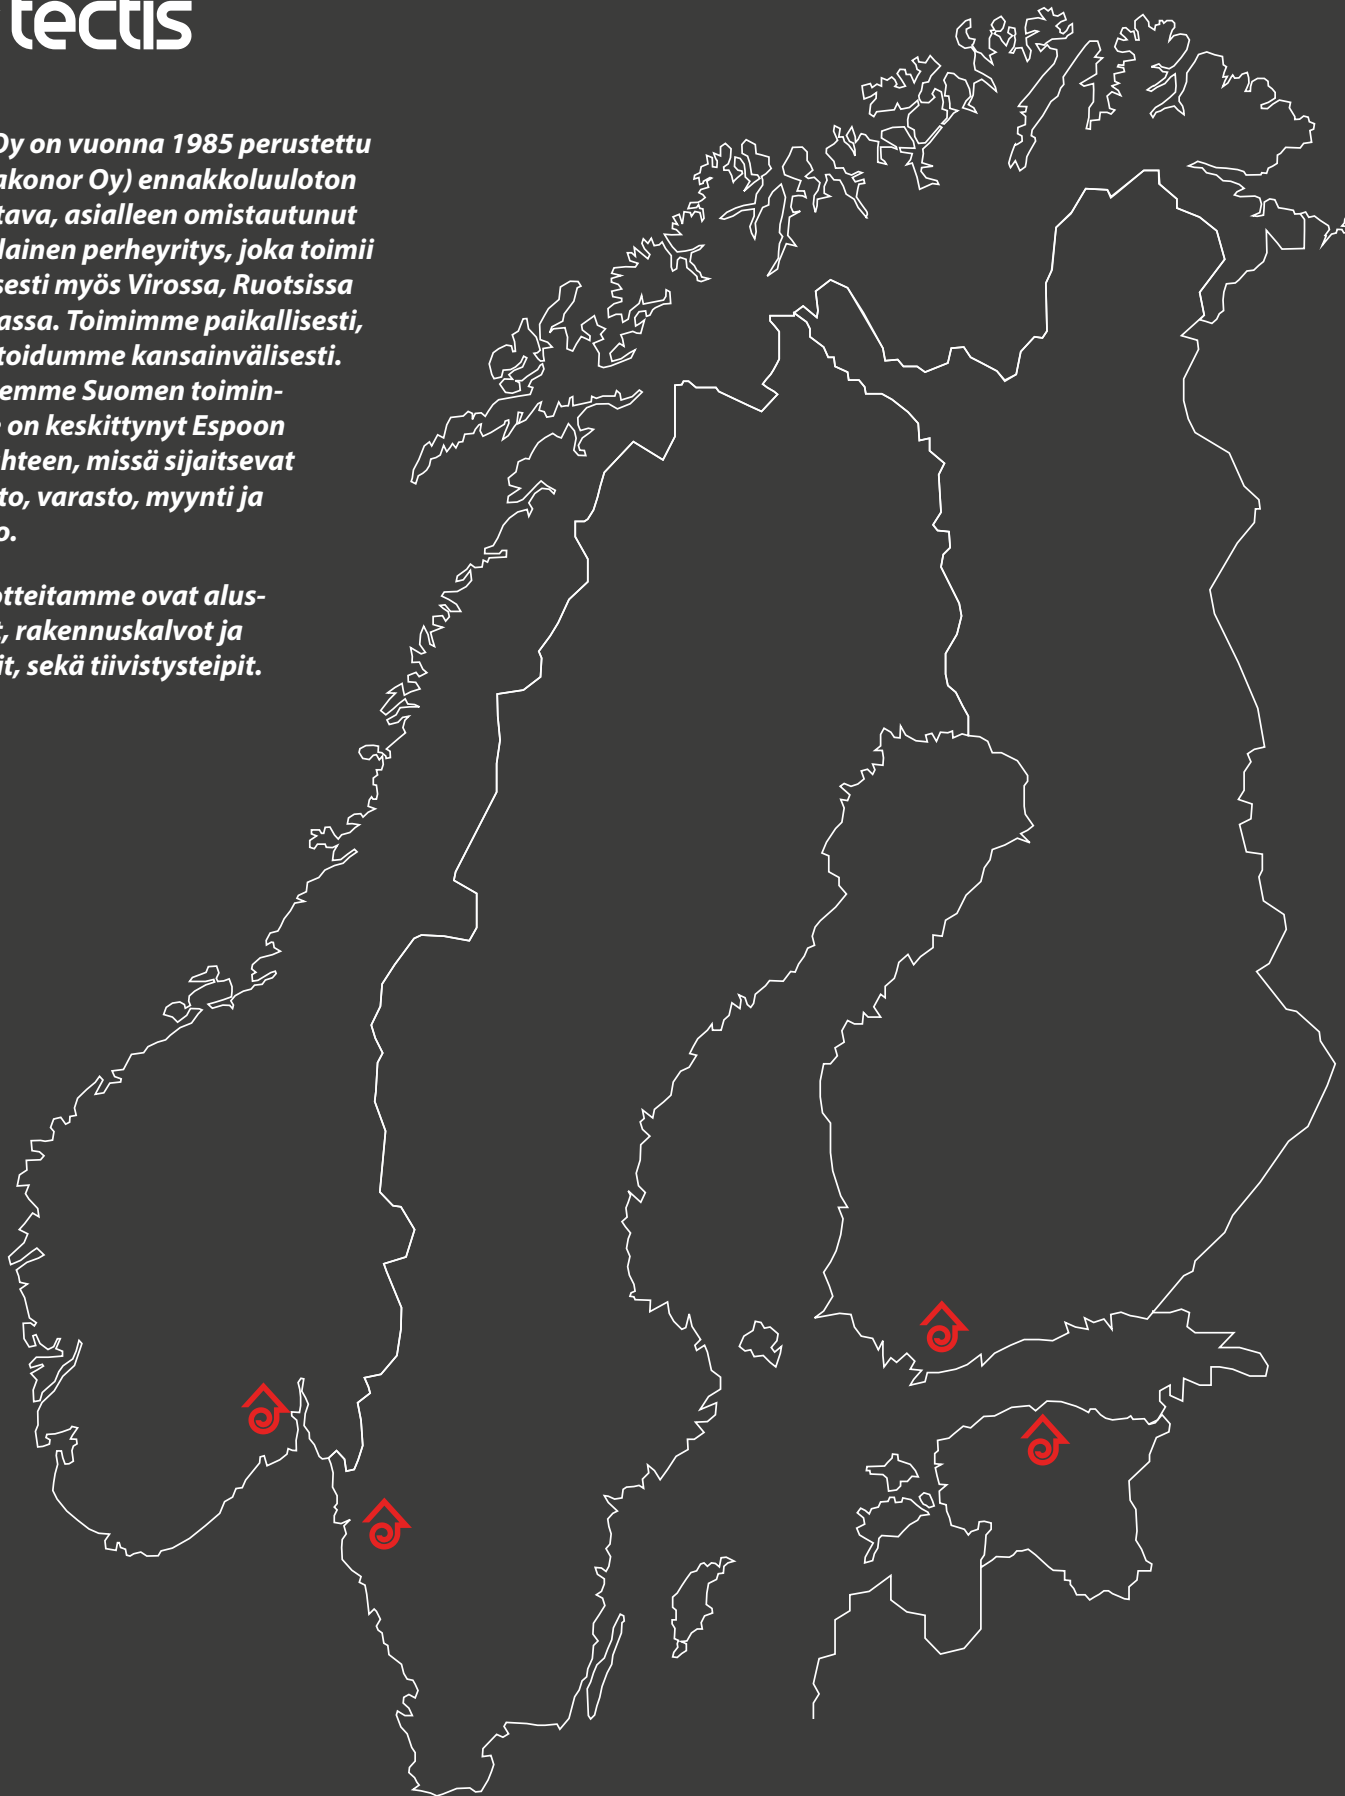 tectis
Oy on vuonna 1985 perustettu
akonor Oy) ennakkoluuloton
tava, asialleen omistautunut
lainen perheyritys, joka toimii
sesti myös Virossa, Ruotsissa
assa. Toimimme paikallisesti,
toidumme kansainvälisesti.
emme Suomen toimin-
e on keskittynyt Espoon
hteen, missä sijaitsevat
to, varasto, myynti ja
o.
otteitamme ovat alus-
t, rakennuskalvot ja
it, sekä tiivistysteipit.